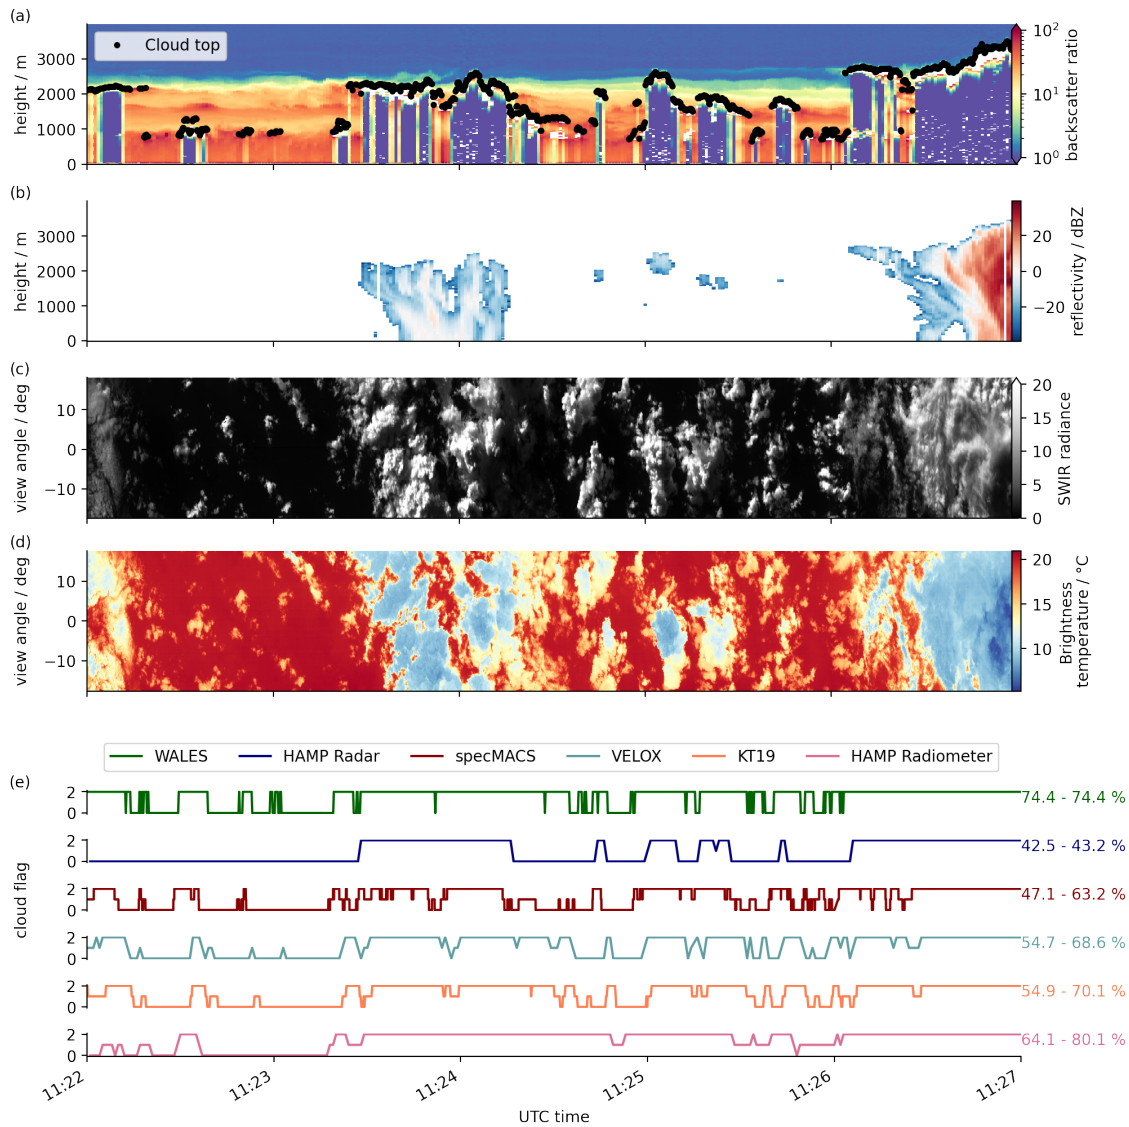 (a)
Cloud top
height / m
3000
2000
1000
0
10²
10¹
10⁰
backscatter ratio
(b)
height / m
3000
2000
1000
0
20
0
−20
reflectivity / dBZ
(c)
view angle / deg
10
0
−10
20
15
10
5
0
SWIR radiance
(d)
view angle / deg
10
0
−10
20
15
10
Brightness
temperature / °C
WALES
HAMP Radar
specMACS
VELOX
KT19
HAMP Radiometer
(e)
cloud flag
2
0
74.4 - 74.4 %
2
0
42.5 - 43.2 %
2
0
47.1 - 63.2 %
2
0
54.7 - 68.6 %
2
0
54.9 - 70.1 %
2
0
64.1 - 80.1 %
11:22
11:23
11:24
11:25
11:26
11:27
UTC time